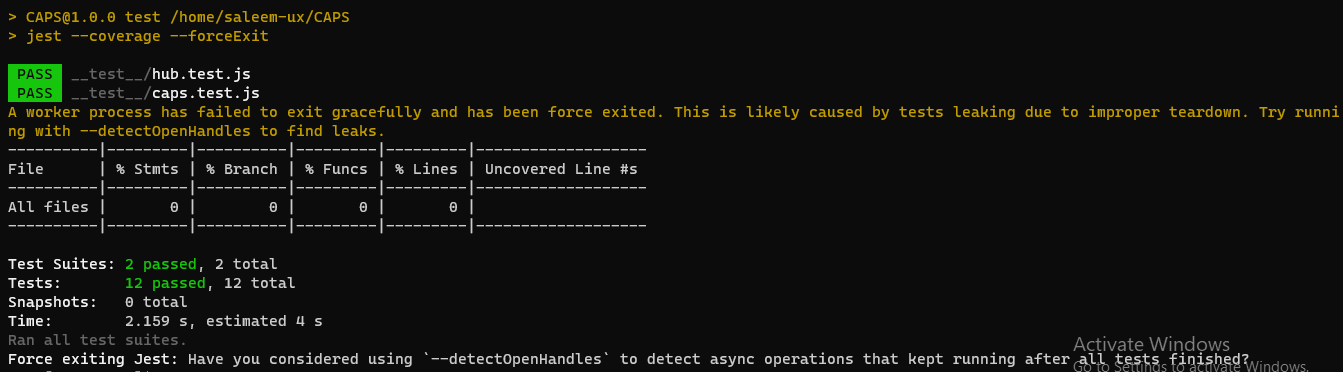 > CAPS@1.0.0 test /home/saleem-ux/CAPS
> jest --coverage --forceExit
PASS __test__/hub.test.js
PASS __test__/caps.test.js
A worker process has failed to exit gracefully and has been force exited. This is likely caused by tests leaking due to improper teardown. Try runni
ng with --detectOpenHandles to find leaks.
----------|---------|----------|---------|---------|-------------------
File      | % Stmts | % Branch | % Funcs | % Lines | Uncovered Line #s
----------|---------|----------|---------|---------|-------------------
All files |       0 |        0 |       0 |       0 |
----------|---------|----------|---------|---------|-------------------
Test Suites: 2 passed, 2 total
Tests:       12 passed, 12 total
Snapshots:   0 total
Time:        2.159 s, estimated 4 s
Ran all test suites.
Force exiting Jest: Have you considered using `--detectOpenHandles` to detect async operations that kept running after all tests finished?
Activate Windows
Go to Settings to activate Windows.